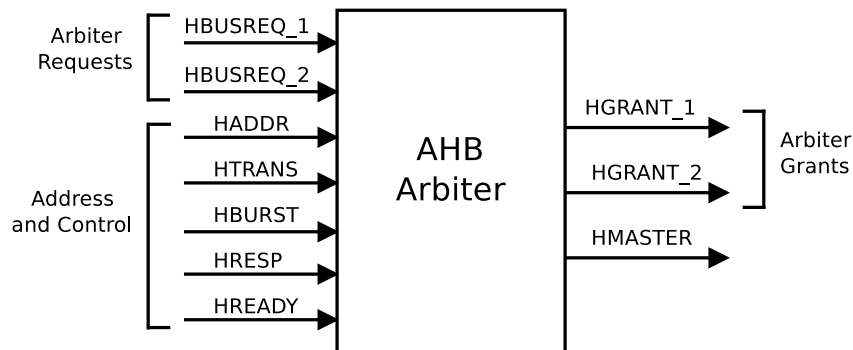 Arbiter
Requests
HBUSREQ_1
HBUSREQ_2
Address
and Control
HADDR
HTRANS
HBURST
HRESP
HREADY
AHB
Arbiter
HGRANT_1
HGRANT_2
HMASTER
Arbiter
Grants